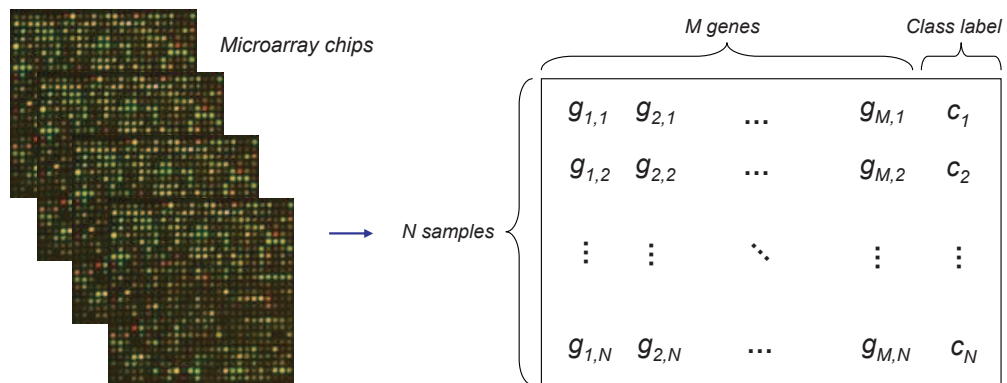 M genes Class label
Microarray chips
g1,1 g2,1 ... gM,1 c1
g1,2 g2,2 ... gM,2 c2
N samples
⋮ ⋮ ⋱ ⋮ ⋮
g1,N g2,N ... gM,N cN